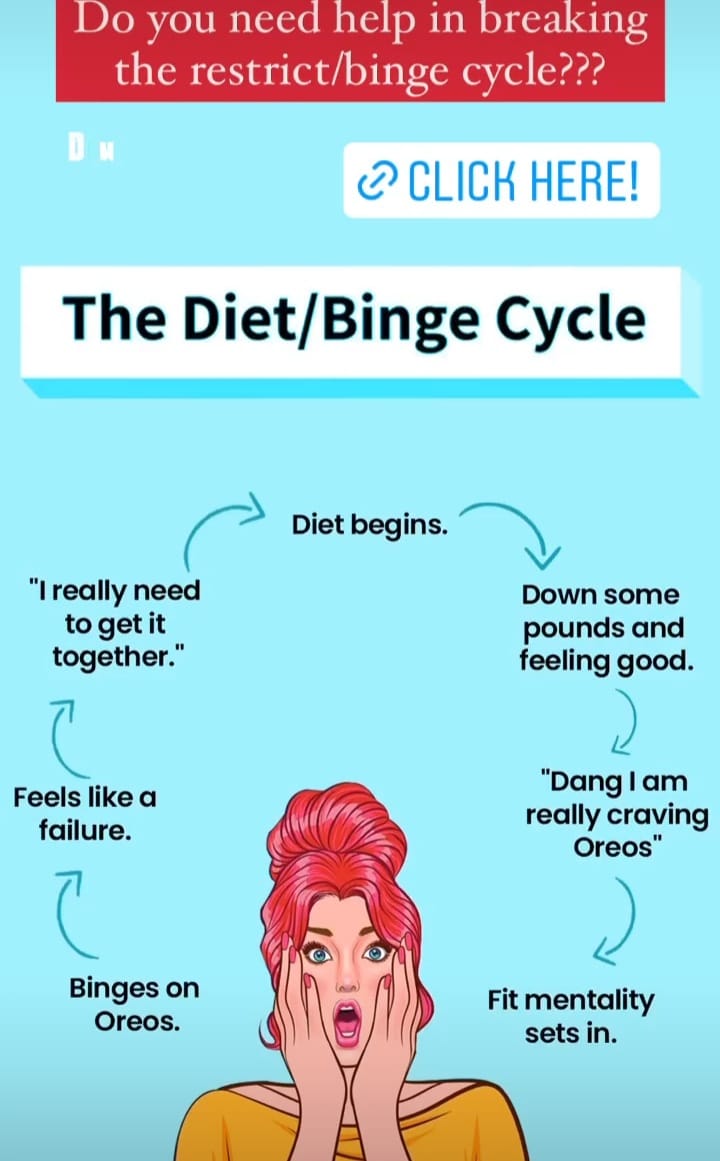 Do you need help in breaking
the restrict/binge cycle???
D N
CLICK HERE!
The Diet/Binge Cycle
Diet begins.
Down some
pounds and
feeling good.
"Dang I am
really craving
Oreos"
Fit mentality
sets in.
Binges on
Oreos.
Feels like a
failure.
"I really need
to get it
together."